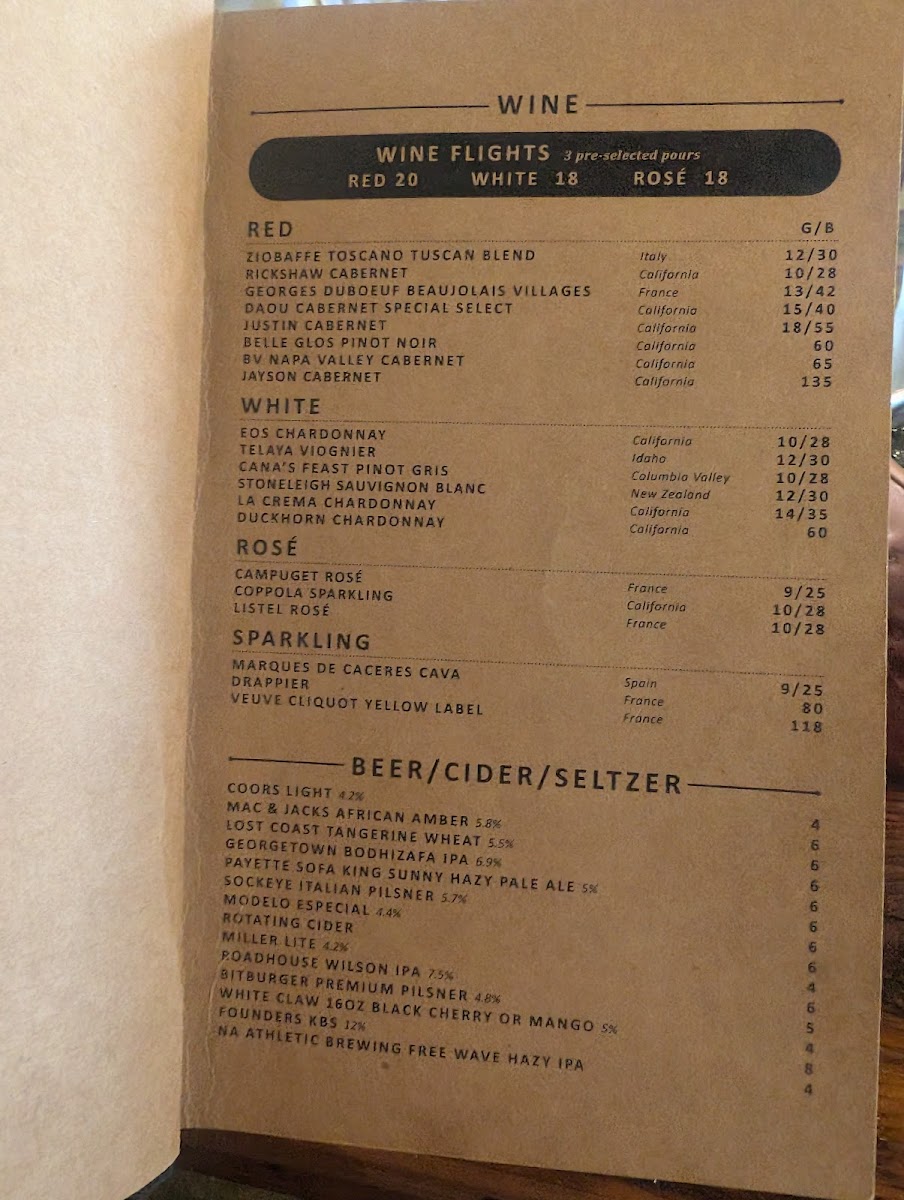 WINE
WINE FLIGHTS 3 pre-selected pours
RED 20 WHITE 18 ROSÉ 18
RED G/B
ZIOBAFFE TOSCANO TUSCAN BLEND Italy 12/30
RICKSHAW CABERNET California 10/28
GEORGES DUBOEUF BEAUJOLAIS VILLAGES France 13/42
DAOU CABERNET SPECIAL SELECT California 15/40
JUSTIN CABERNET California 18/55
BELLE GLOS PINOT NOIR California 60
BV NAPA VALLEY CABERNET California 65
JAYSON CABERNET California 135
WHITE
EOS CHARDONNAY California 10/28
TELAYA VIOGNIER Idaho 12/30
CANA'S FEAST PINOT GRIS Columbia Valley 10/28
STONELEIGH SAUVIGNON BLANC New Zealand 12/30
LA CREMA CHARDONNAY California 14/35
DUCKHORN CHARDONNAY California 60
ROSÉ
CAMPUGET ROSÉ France 9/25
COPPOLA SPARKLING California 10/28
LISTEL ROSÉ France 10/28
SPARKLING
MARQUES DE CACERES CAVA Spain 9/25
DRAPPIER France 80
VEUVE CLIQUOT YELLOW LABEL France 118
BEER/CIDER/SELTZER
COORS LIGHT 4.2% 4
MAC & JACKS AFRICAN AMBER 5.8% 6
LOST COAST TANGERINE WHEAT 5.5% 6
GEORGETOWN BODHIZAFA IPA 6.9% 6
PAYETTE SOFA KING SUNNY HAZY PALE ALE 5% 6
SOCKEYE ITALIAN PILSNER 5.7% 6
MODELO ESPECIAL 4.4% 6
ROTATING CIDER 6
MILLER LITE 4.2% 4
ROADHOUSE WILSON IPA 7.5% 6
BITBURGER PREMIUM PILSNER 4.8% 5
WHITE CLAW 16OZ BLACK CHERRY OR MANGO 5% 4
FOUNDERS KBS 12% 8
NA ATHLETIC BREWING FREE WAVE HAZY IPA 4